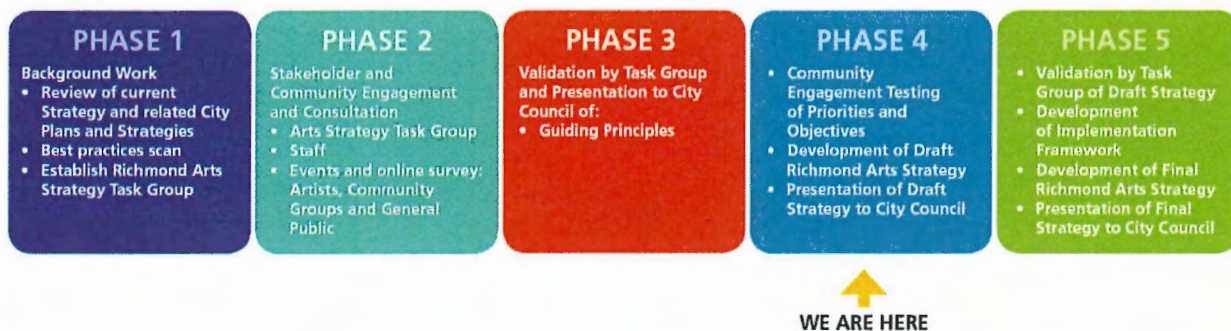 PHASE 1
Background Work
• Review of current
Strategy and related City
Plans and Strategies
• Best practices scan
• Establish Richmond Arts
Strategy Task Group
PHASE 2
Stakeholder and
Community Engagement
and Consultation
• Arts Strategy Task Group
• Staff
• Events and online survey:
Artists, Community
Groups and General
Public
PHASE 3
Validation by Task Group
and Presentation to City
Council of:
• Guiding Principles
PHASE 4
• Community
Engagement Testing
of Priorities and
Objectives
• Development of Draft
Richmond Arts Strategy
• Presentation of Draft
Strategy to City Council
PHASE 5
• Validation by Task
Group of Draft Strategy
• Development
of Implementation
Framework
• Development of Final
Richmond Arts Strategy
• Presentation of Final
Strategy to City Council
WE ARE HERE